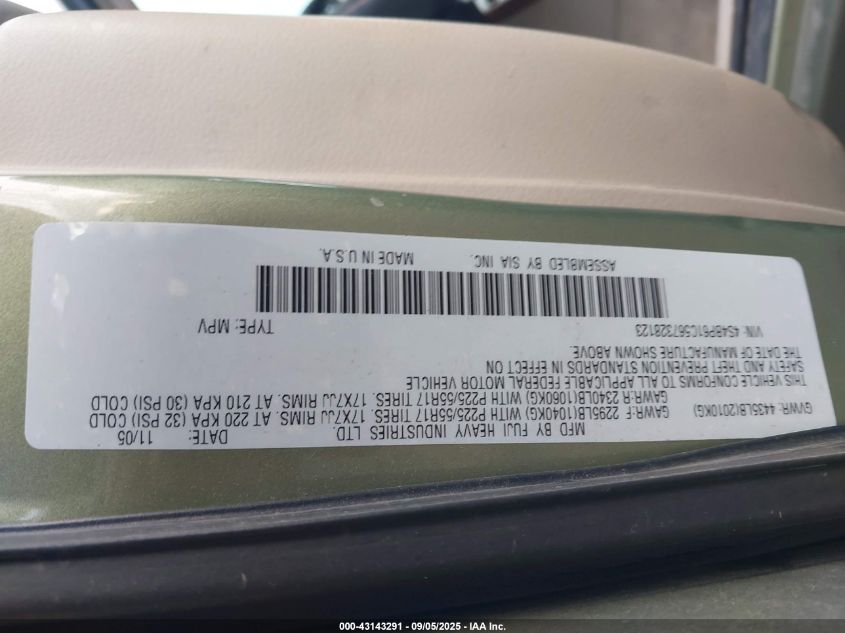 MFD BY FUJI HEAVY INDUSTRIES LTD. DATE: 11/05
GVWR: 4435LB(2010KG) GAWR:F 2295LB(1040KG) WITH P225/55R17 TIRES. 17X7JJ RIMS. AT 220 KPA (32 PSI) COLD
GAWR:R 2340LB(1060KG) WITH P225/55R17 TIRES. 17X7JJ RIMS. AT 210 KPA (30 PSI) COLD
THIS VEHICLE CONFORMS TO ALL APPLICABLE FEDERAL MOTOR VEHICLE
SAFETY AND THEFT PREVENTION STANDARDS IN EFFECT ON
THE DATE OF MANUFACTURE SHOWN ABOVE.
VIN: 4S4BP61C567328123 TYPE: MPV
ASSEMBLED BY SIA INC. MADE IN U.S.A.
000-43143291 - 09/05/2025 - IAA Inc.